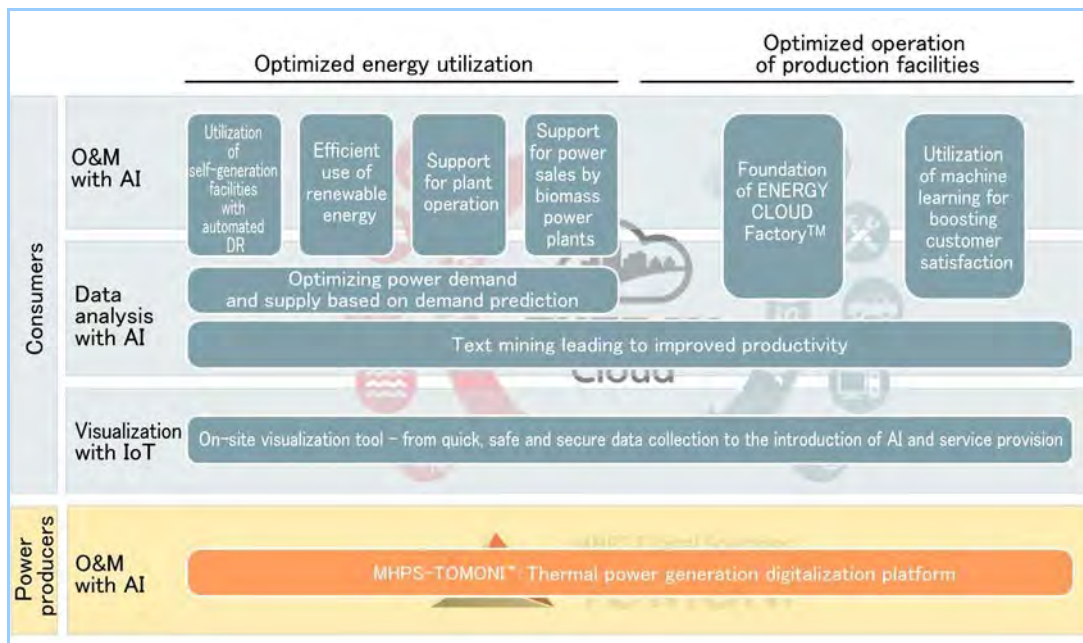 Optimized energy utilization
Optimized operation
of production facilities
Consumers
O&M
with AI
Utilization
of
self-generation
facilities
with
automated
DR
Efficient
use of
renewable
energy
Support
for plant
operation
Support
for power
sales by
biomass
power
plants
Foundation
of ENERGY
CLOUD
Factory™
Utilization
of machine
learning for
boosting
customer
satisfaction
Data
analysis
with AI
Optimizing power demand
and supply based on demand prediction
Text mining leading to improved productivity
Cloud
Visualization
with IoT
On-site visualization tool – from quick, safe and secure data collection to the introduction of AI and service provision
Power
producers
O&M
with AI
MHPS-TOMONI*: Thermal power generation digitalization platform